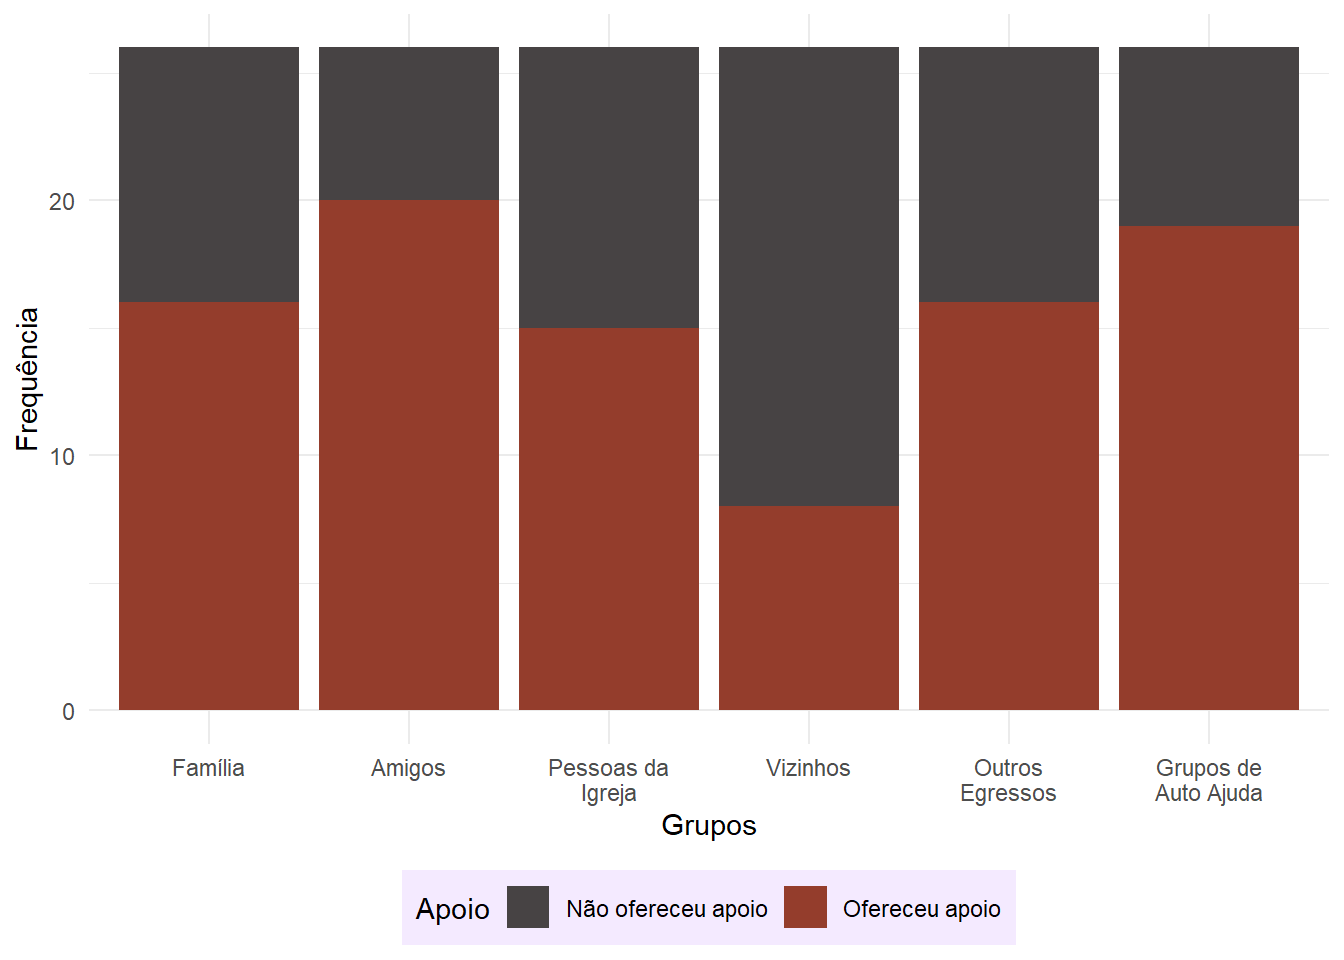 Frequência
20
10
0
Família
Amigos
Pessoas da
Igreja
Vizinhos
Outros
Egressos
Grupos de
Auto Ajuda
Grupos
Apoio
Não ofereceu apoio
Ofereceu apoio